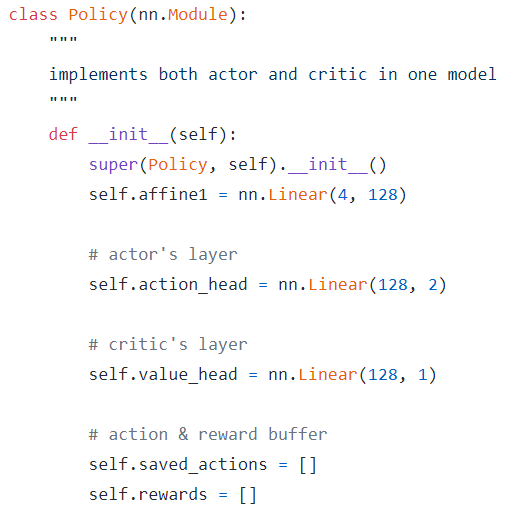 class Policy(nn.Module):
    """
    implements both actor and critic in one model
    """
    def __init__(self):
        super(Policy, self).__init__()
        self.affine1 = nn.Linear(4, 128)

        # actor's layer
        self.action_head = nn.Linear(128, 2)

        # critic's layer
        self.value_head = nn.Linear(128, 1)

        # action & reward buffer
        self.saved_actions = []
        self.rewards = []